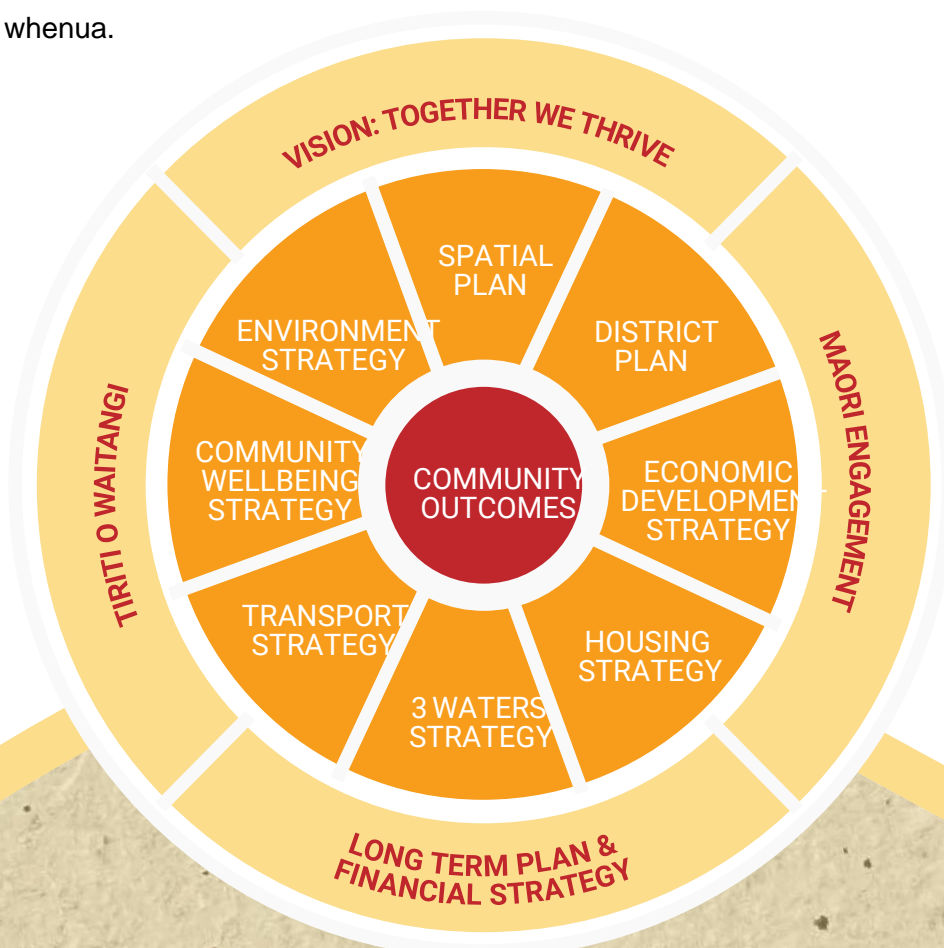 whenua.
VISION: TOGETHER WE THRIVE
SPATIAL
PLAN
ENVIRONMENT
STRATEGY
DISTRICT
PLAN
MAORI ENGAGEMENT
TIRITI O WAITANGI
COMMUNITY
WELLBEING
STRATEGY
COMMUNITY
OUTCOMES
ECONOMIC
DEVELOPMENT
STRATEGY
TRANSPORT
STRATEGY
HOUSING
STRATEGY
3 WATERS
STRATEGY
LONG TERM PLAN &
FINANCIAL STRATEGY